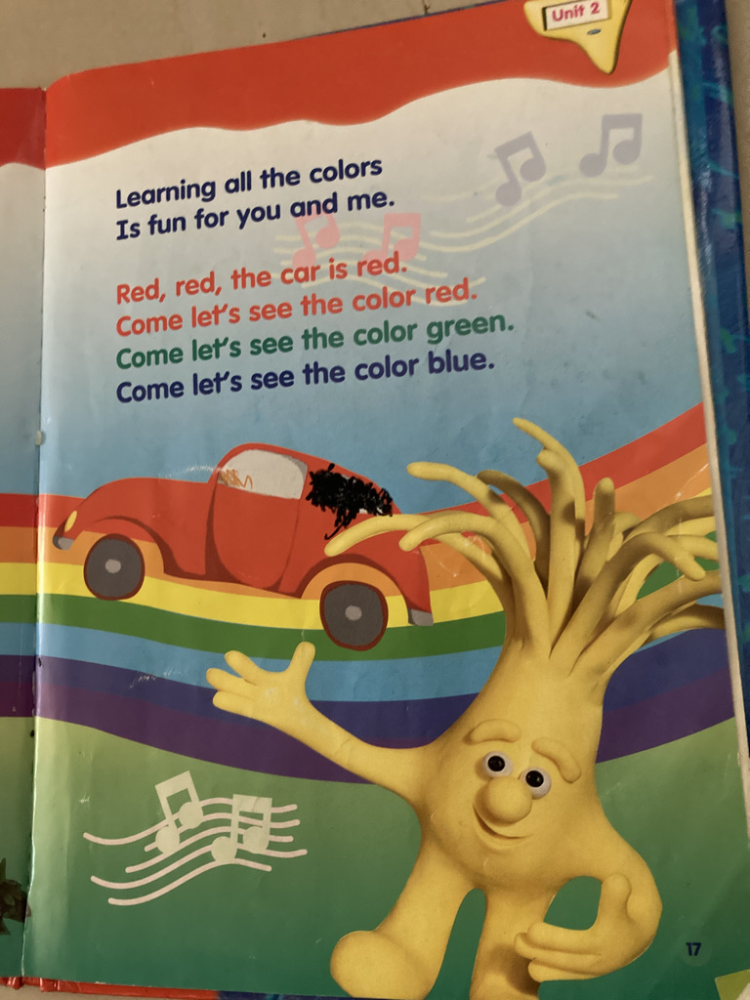 Unit 2
Learning all the colors
Is fun for you and me.
Red, red, the car is red.
Come let's see the color red.
Come let's see the color green.
Come let's see the color blue.
17